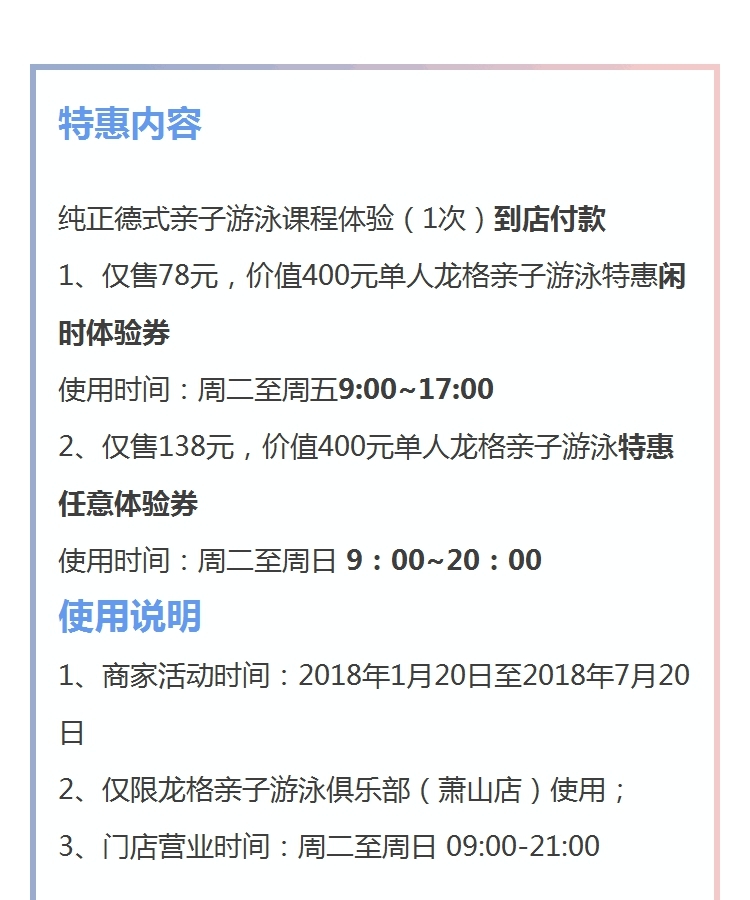 特惠内容
纯正德式亲子游泳课程体验（1次）到店付款
1、仅售78元，价值400元单人龙格亲子游泳特惠闲
时体验券
使用时间：周二至周五9:00~17:00
2、仅售138元，价值400元单人龙格亲子游泳特惠
任意体验券
使用时间：周二至周日 9：00~20：00
使用说明
1、商家活动时间：2018年1月20日至2018年7月20
日
2、仅限龙格亲子游泳俱乐部（萧山店）使用；
3、门店营业时间：周二至周日 09:00-21:00